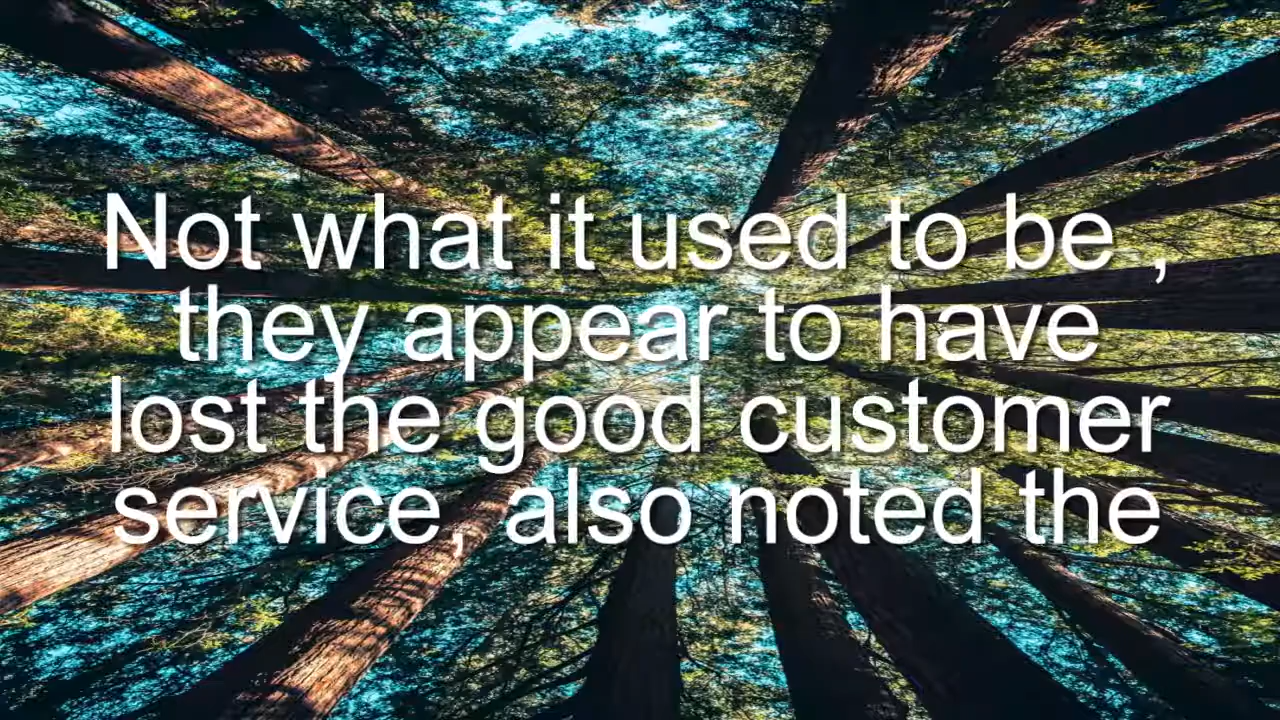 Not what it used to be ,
they appear to have
lost the good customer
service, also noted the